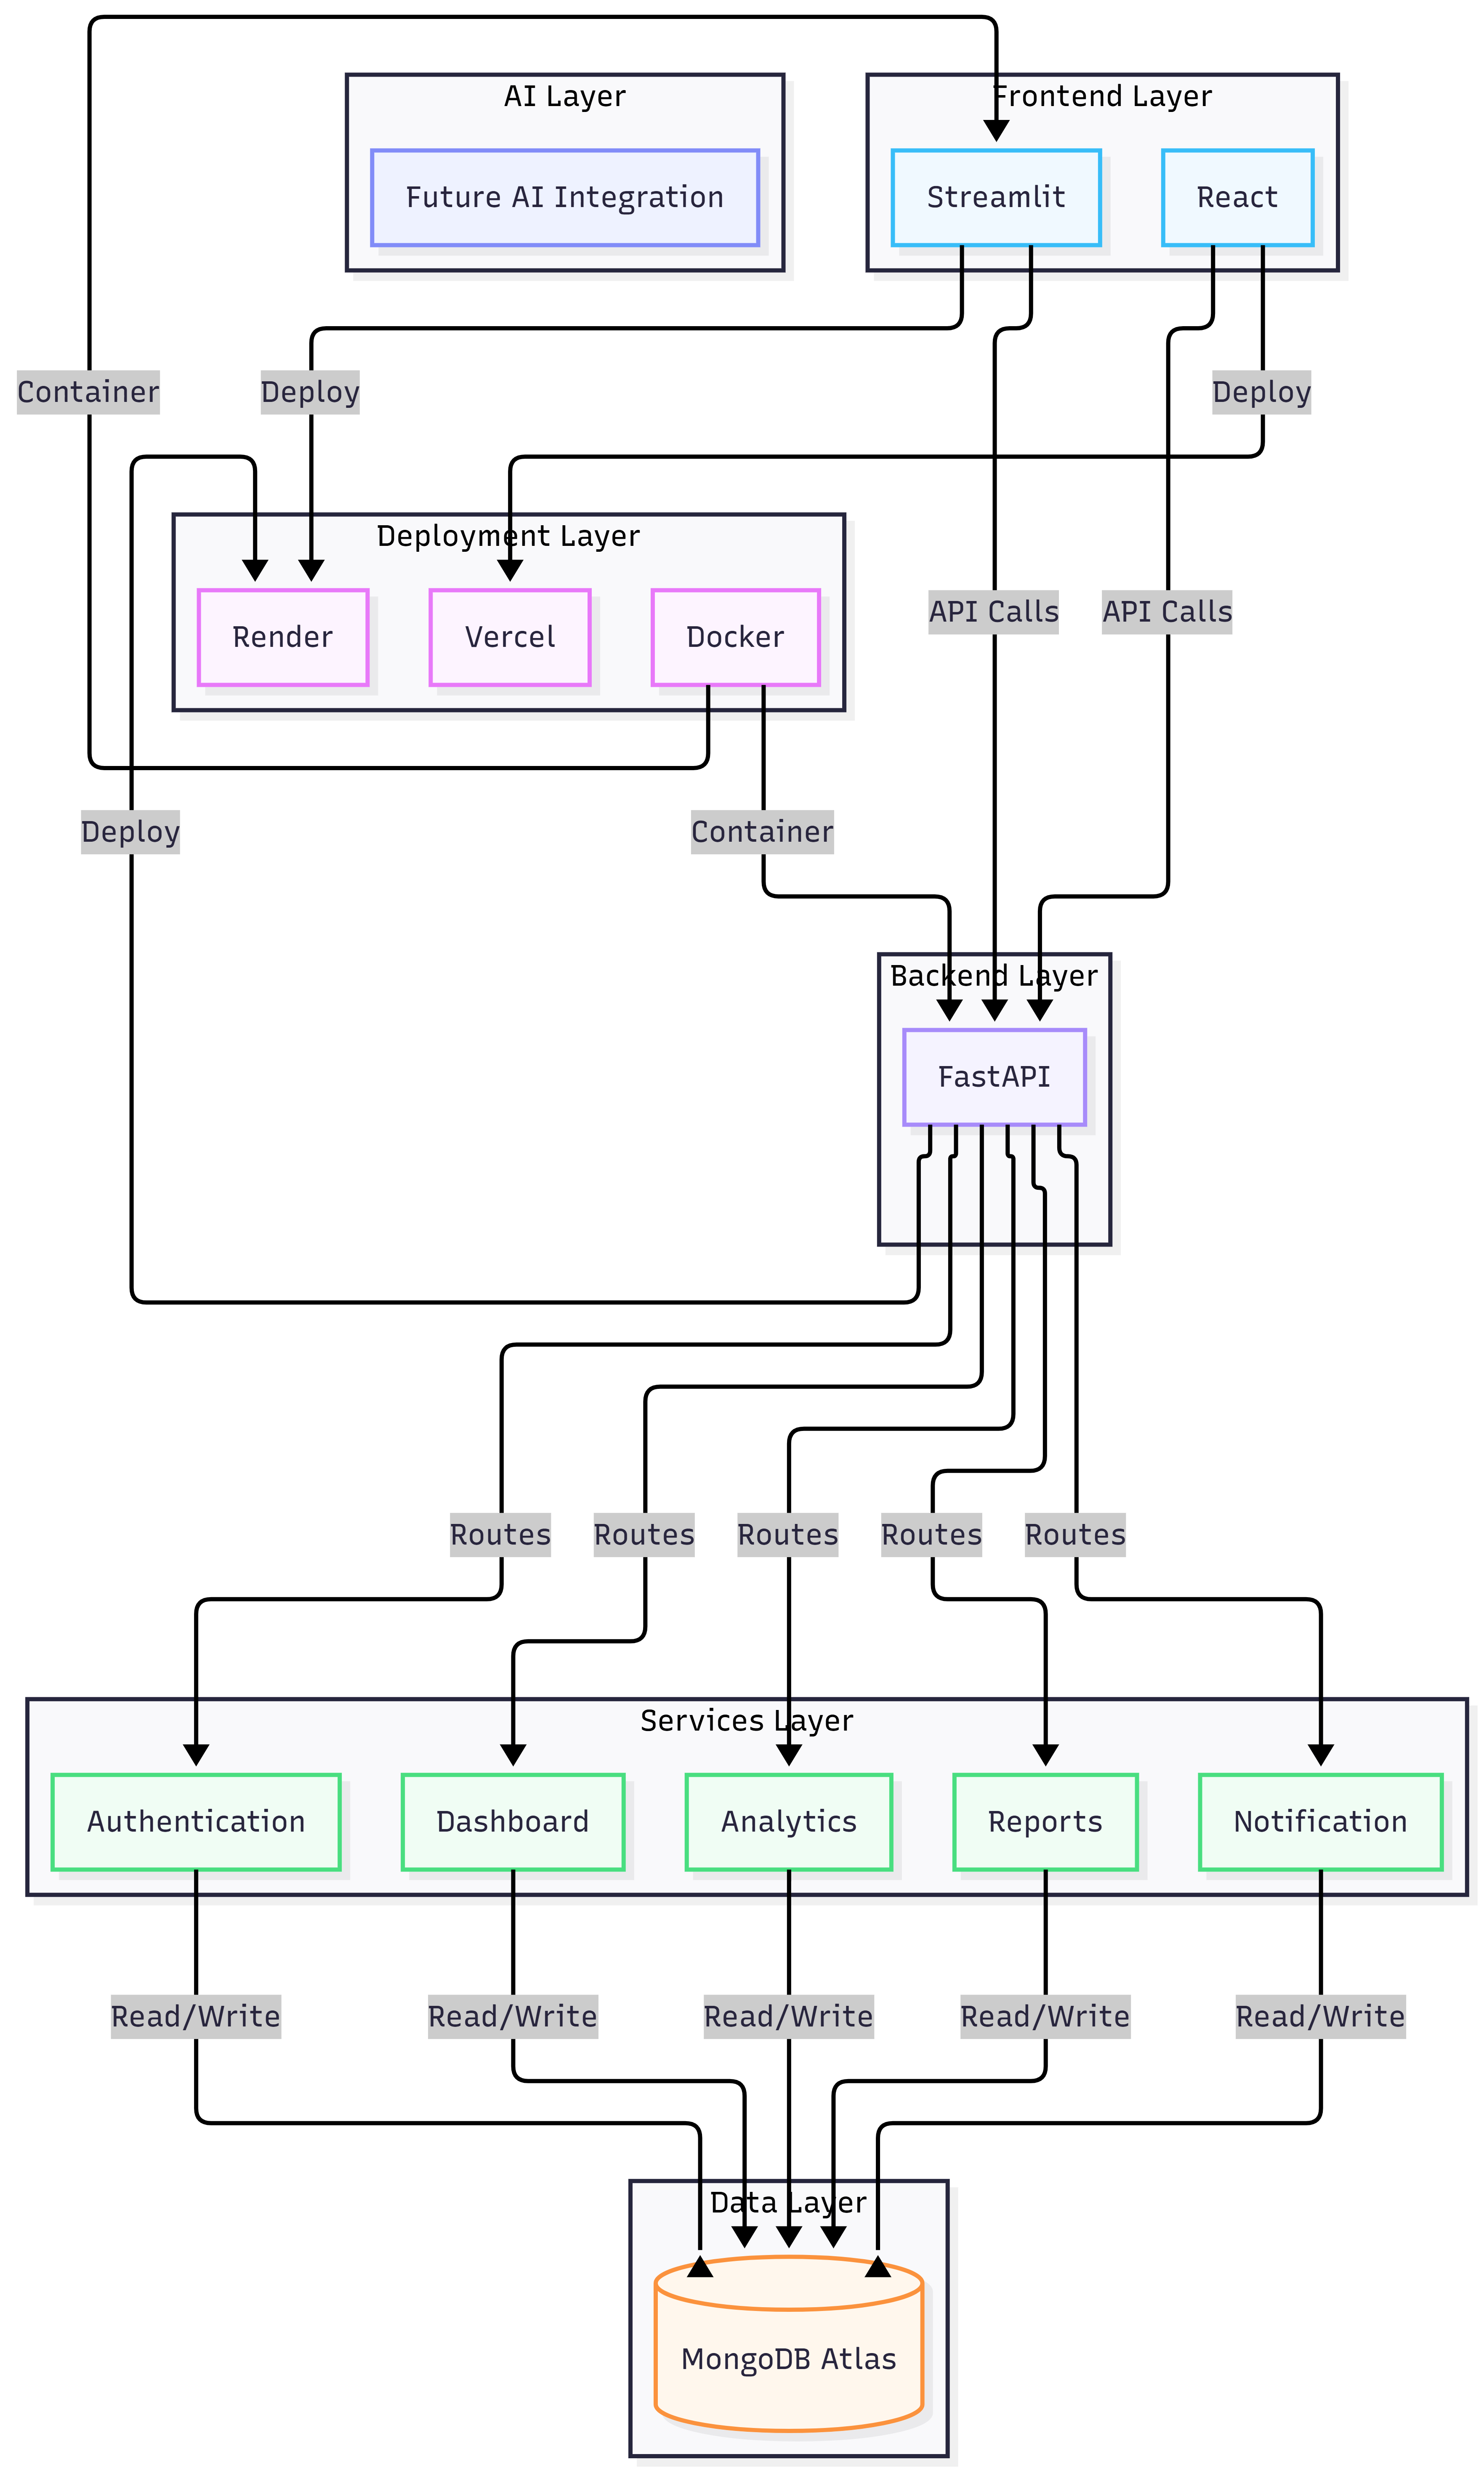 AI Layer
Frontend Layer
Future AI Integration
Streamlit
React
Container
Deploy
Deploy
Deployment Layer
API Calls
API Calls
Render
Vercel
Docker
Deploy
Container
Backend Layer
FastAPI
Routes
Routes
Routes
Routes
Routes
Services Layer
Authentication
Dashboard
Analytics
Reports
Notification
Read/Write
Read/Write
Read/Write
Read/Write
Read/Write
Data Layer
MongoDB Atlas